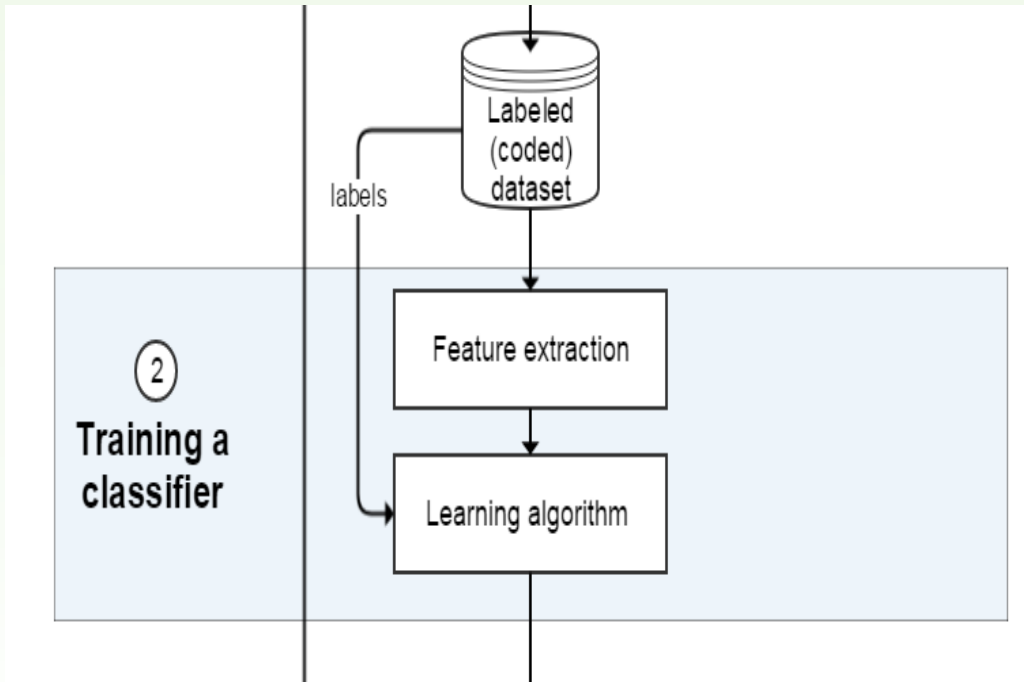 Labeled
(coded)
dataset
labels
Feature extraction
2
Training a
classifier
Learning algorithm